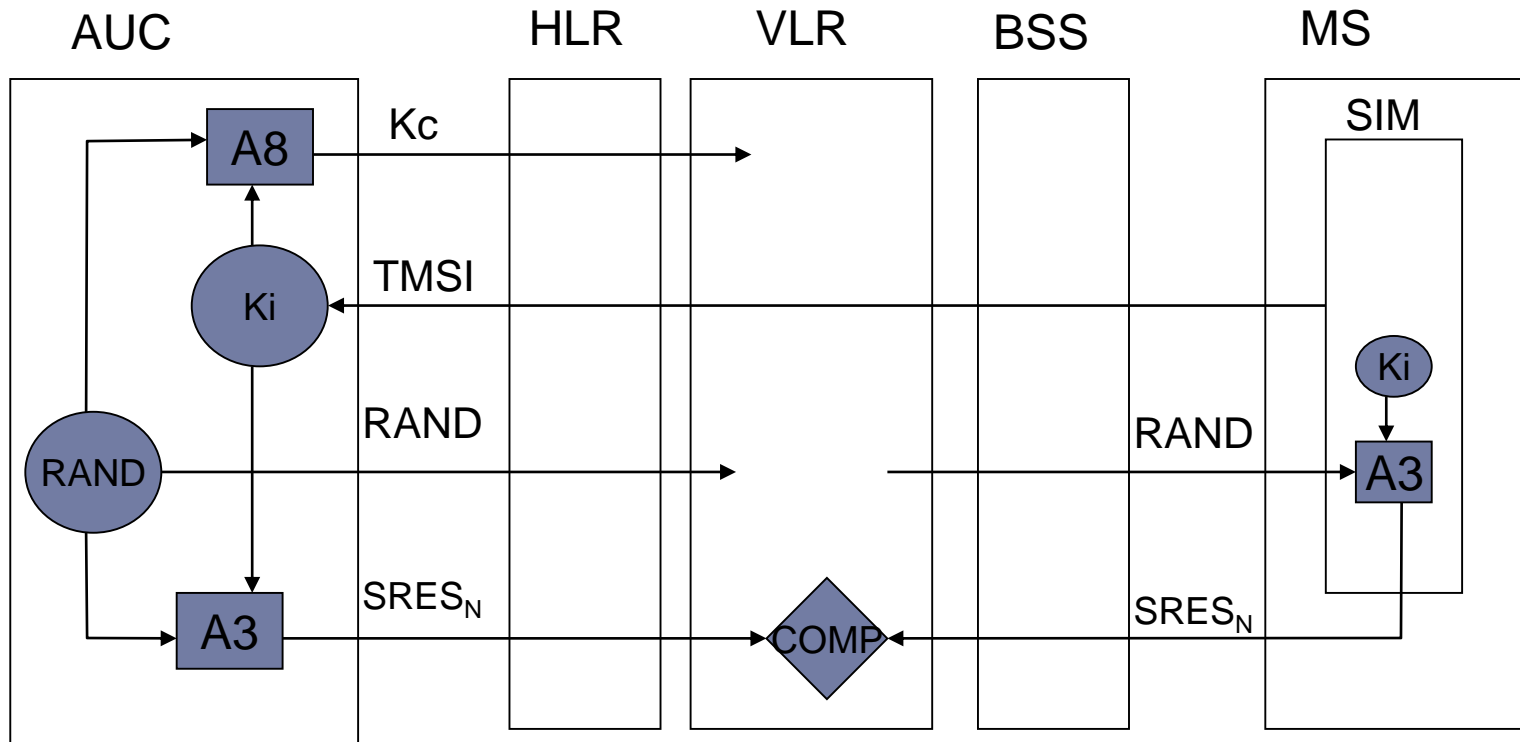 AUC
HLR
VLR
BSS
MS
A8
Kc
SIM
TMSI
Ki
Ki
RAND
RAND
RAND
A3
A3
SRES_N
COMP
SRES_N